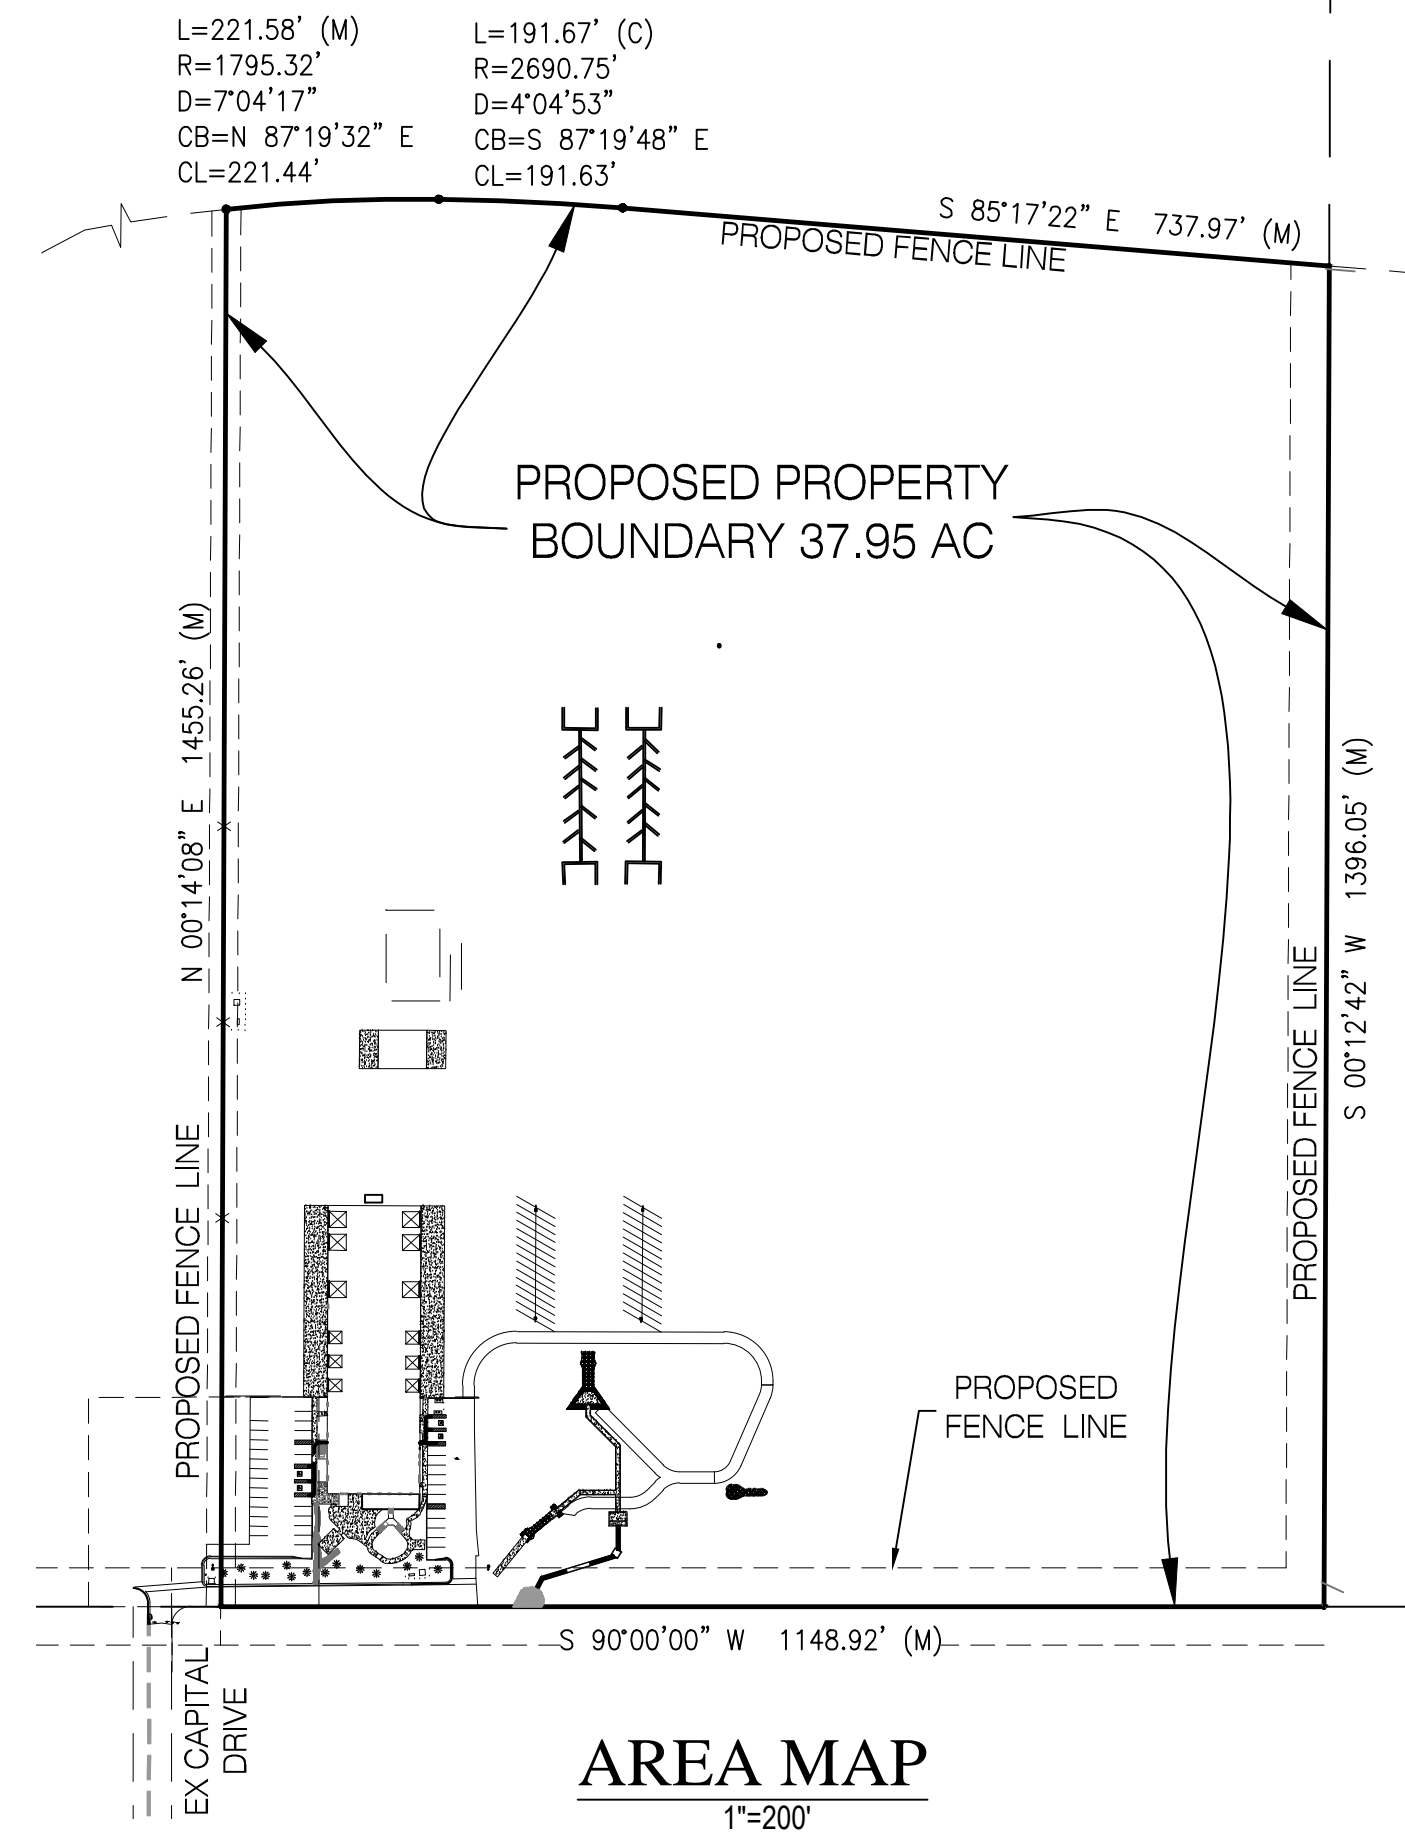 L=221.58' (M)
R=1795.32'
D=7°04'17"
CB=N 87°19'32" E
CL=221.44'
L=191.67' (C)
R=2690.75'
D=4°04'53"
CB=S 87°19'48" E
CL=191.63'
S 85°17'22" E 737.97' (M)
PROPOSED FENCE LINE
PROPOSED PROPERTY
BOUNDARY 37.95 AC
N 00°14'08" E 1455.26' (M)
S 00°12'42" W 1396.05' (M)
PROPOSED FENCE LINE
PROPOSED FENCE LINE
PROPOSED
FENCE LINE
S 90°00'00" W 1148.92' (M)
EX CAPITAL
DRIVE
AREA MAP
1"=200'